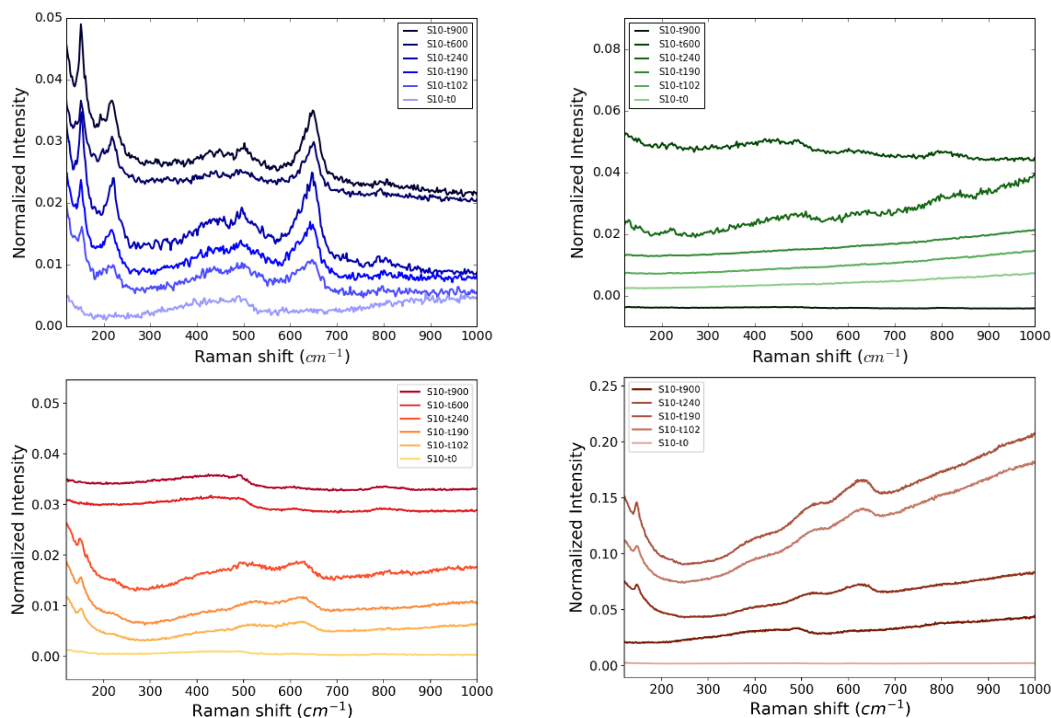 0.05
0.04
0.03
0.02
0.01
0.00
Normalized Intensity
S10-t900
S10-t600
S10-t240
S10-t190
S10-t102
S10-t0
200 300 400 500 600 700 800 900 1000
Raman shift (cm⁻¹)
0.08
0.06
0.04
0.02
0.00
Normalized Intensity
S10-t900
S10-t600
S10-t240
S10-t190
S10-t102
S10-t0
200 300 400 500 600 700 800 900 1000
Raman shift (cm⁻¹)
0.05
0.04
0.03
0.02
0.01
0.00
Normalized Intensity
S10-t900
S10-t600
S10-t240
S10-t190
S10-t102
S10-t0
200 300 400 500 600 700 800 900 1000
Raman shift (cm⁻¹)
0.25
0.20
0.15
0.10
0.05
0.00
Normalized Intensity
S10-t900
S10-t240
S10-t190
S10-t102
S10-t0
200 300 400 500 600 700 800 900 1000
Raman shift (cm⁻¹)